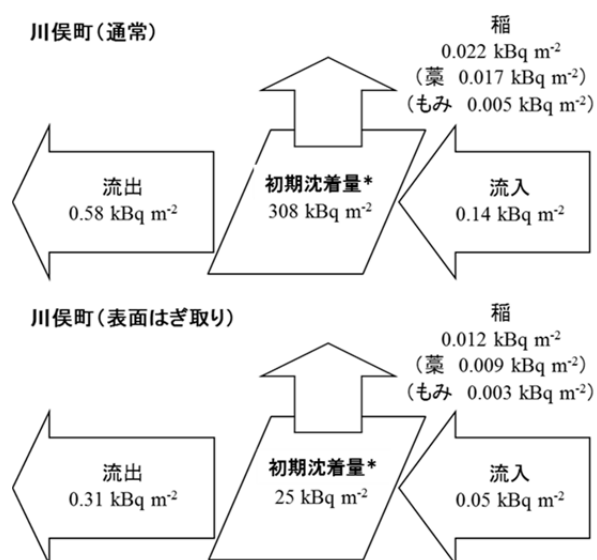 川俣町(通常)
稲
0.022 kBq m-2
(藁 0.017 kBq m-2)
(もみ 0.005 kBq m-2)
流出
0.58 kBq m-2
初期沈着量*
308 kBq m-2
流入
0.14 kBq m-2
川俣町(表面はぎ取り)
稲
0.012 kBq m-2
(藁 0.009 kBq m-2)
(もみ 0.003 kBq m-2)
流出
0.31 kBq m-2
初期沈着量*
25 kBq m-2
流入
0.05 kBq m-2